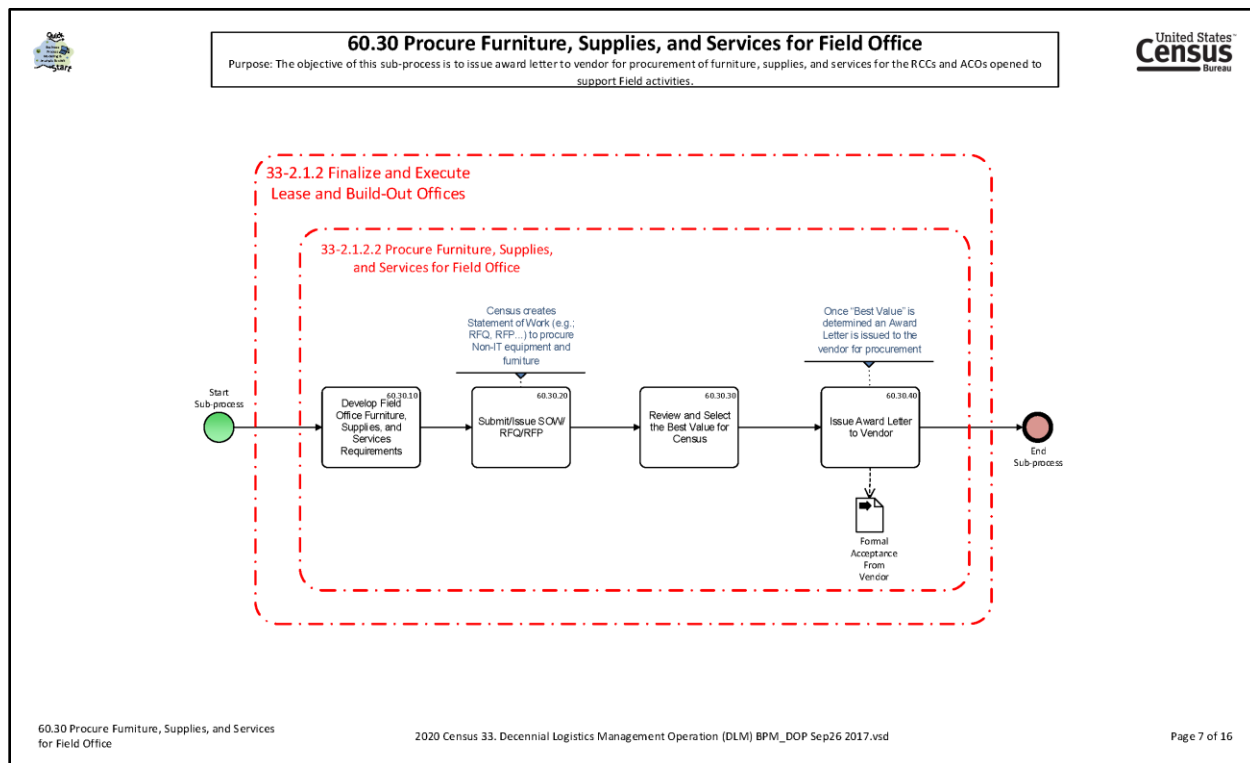 Quick
Start
60.30 Procure Furniture, Supplies, and Services for Field Office
Purpose: The objective of this sub-process is to issue award letter to vendor for procurement of furniture, supplies, and services for the RCCs and ACOs opened to
support Field activities.
United States™
Census
Bureau
33-2.1.2 Finalize and Execute
Lease and Build-Out Offices
33-2.1.2.2 Procure Furniture, Supplies,
and Services for Field Office
Census creates
Statement of Work (e.g.;
RFQ, RFP...) to procure
Non-IT equipment and
furniture
Once "Best Value" is
determined an Award
Letter is issued to the
vendor for procurement
Start
Sub-process
60.30.10
Develop Field
Office Furniture,
Supplies, and
Services
Requirements
60.30.20
Submit/Issue SOW/
RFQ/RFP
60.30.30
Review and Select
the Best Value for
Census
60.30.40
Issue Award Letter
to Vendor
End
Sub-process
Formal
Acceptance
From
Vendor
60.30 Procure Furniture, Supplies, and Services
for Field Office
2020 Census 33. Decennial Logistics Management Operation (DLM) BPM_DOP Sep26 2017.vsd
Page 7 of 16